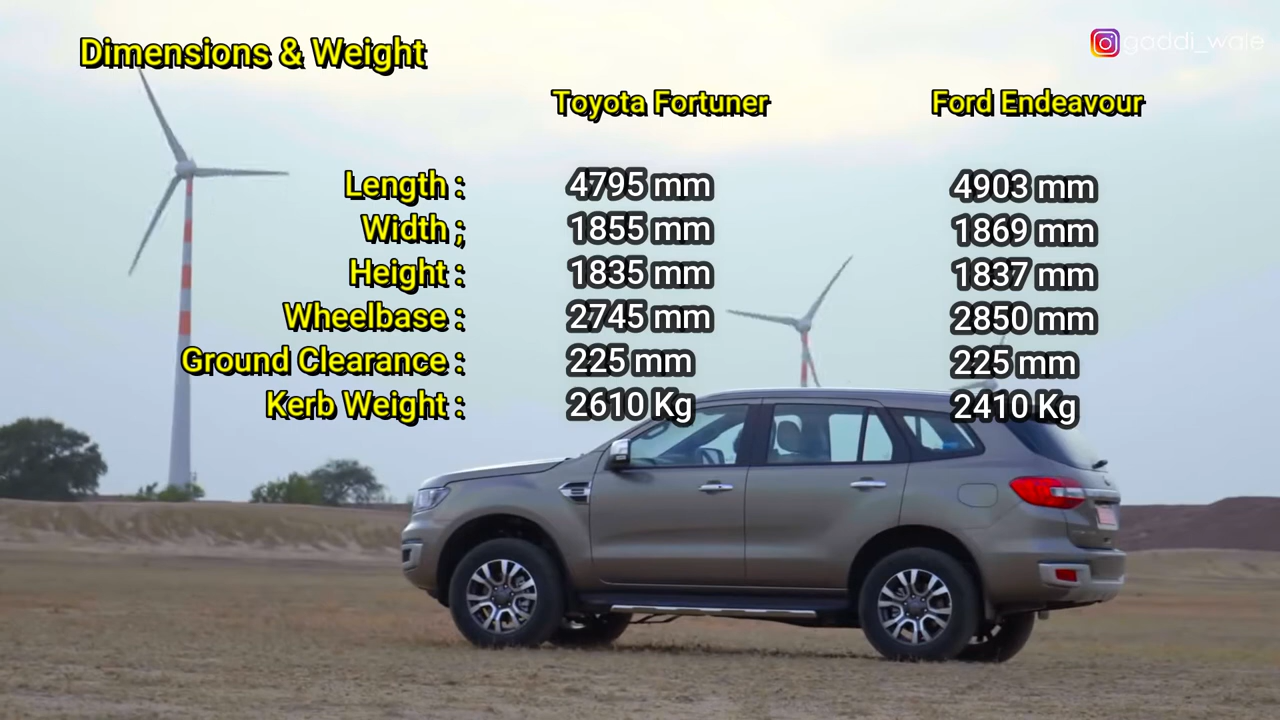 Dimensions & Weight
gaddi_wale
Toyota Fortuner Ford Endeavour
Length : 4795 mm 4903 mm
Width ; 1855 mm 1869 mm
Height : 1835 mm 1837 mm
Wheelbase : 2745 mm 2850 mm
Ground Clearance : 225 mm 225 mm
Kerb Weight : 2610 Kg 2410 Kg